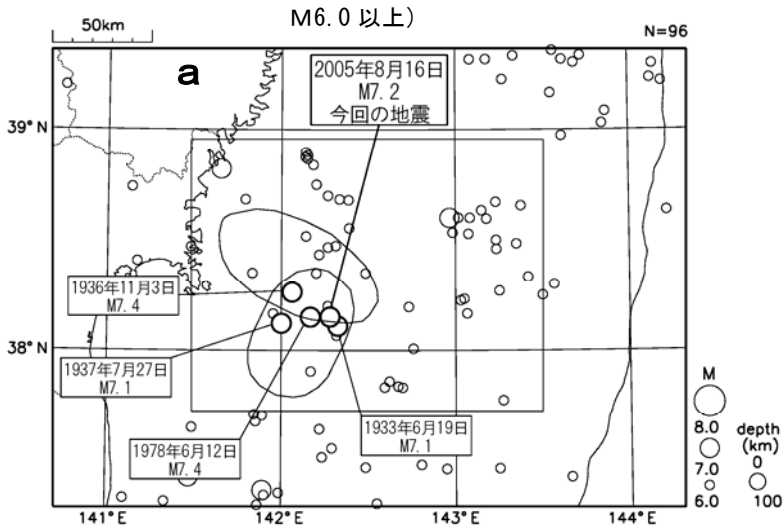 M6.0 以上)
50km
N=96
a
2005年8月16日
M7.2
今回の地震
39°N
1936年11月3日
M7.4
38°N
1937年7月27日
M7.1
1978年6月12日
M7.4
1933年6月19日
M7.1
M
8.0
7.0
6.0
depth
(km)
0
100
141°E
142°E
143°E
144°E